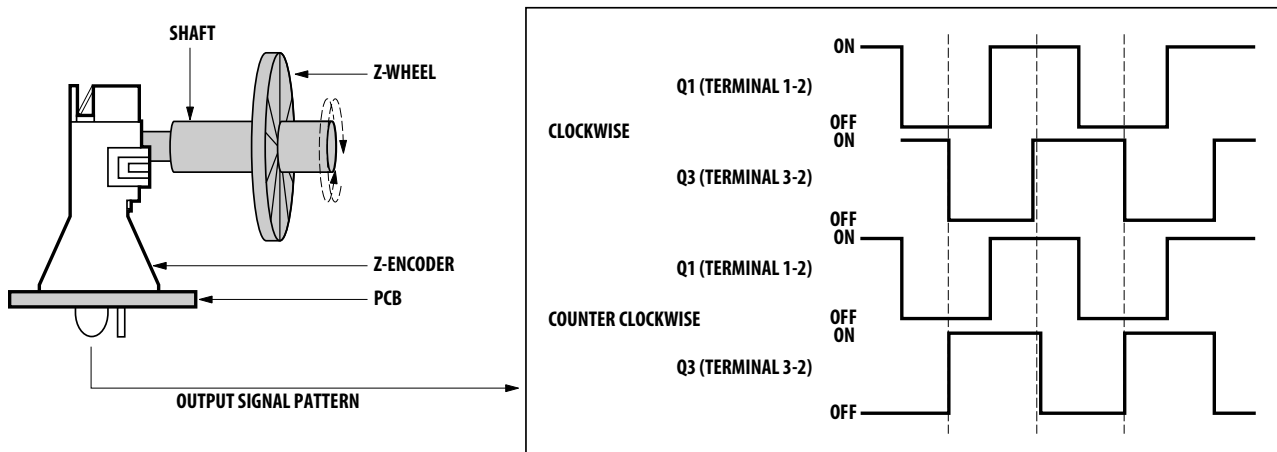 SHAFT
Z-WHEEL
Z-ENCODER
PCB
OUTPUT SIGNAL PATTERN
CLOCKWISE
ON
Q1 (TERMINAL 1-2)
OFF
ON
Q3 (TERMINAL 3-2)
OFF
COUNTER CLOCKWISE
ON
Q1 (TERMINAL 1-2)
OFF
ON
Q3 (TERMINAL 3-2)
OFF